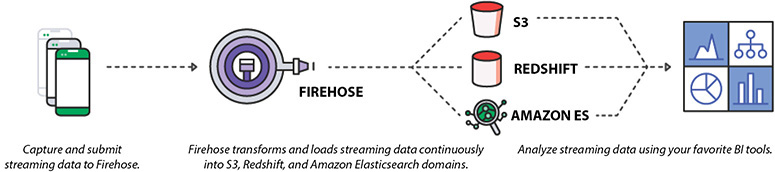 S3
REDSHIFT
FIREHOSE
AMAZON ES
Capture and submit
streaming data to Firehose.
Firehose transforms and loads streaming data continuously
into S3, Redshift, and Amazon Elasticsearch domains.
Analyze streaming data using your favorite BI tools.